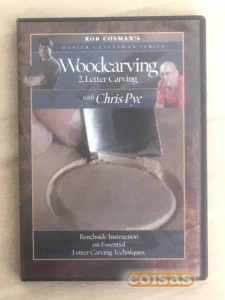 ROB COSMAN'S
MASTER CRAFTSMAN SERIES
Woodcarving
2. Letter Carving
with Chris Pye
Benchside Instruction
on Essential
Letter Carving Techniques.
coisas